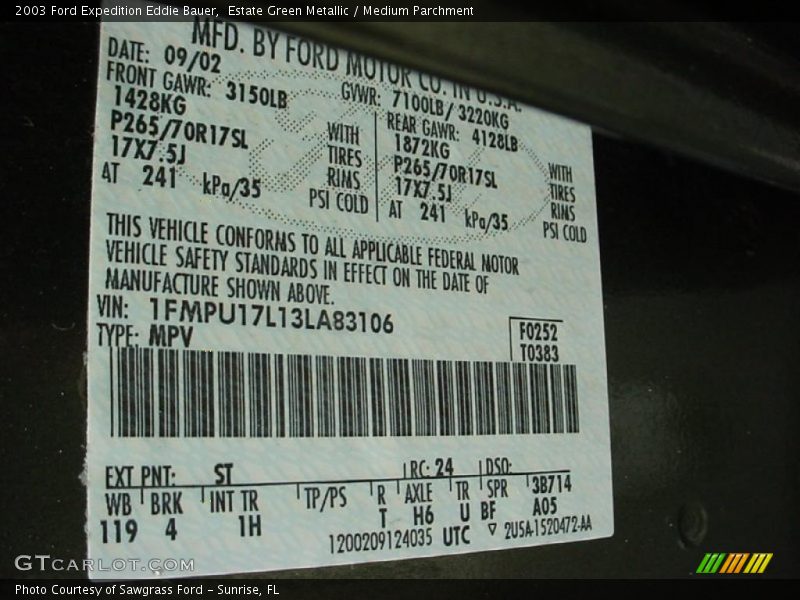 2003 Ford Expedition Eddie Bauer, Estate Green Metallic / Medium Parchment
MFD. BY FORD MOTOR CO. IN U.S.A.
DATE: 09/02 GVWR: 7100LB/3220KG
FRONT GAWR: 3150LB REAR GAWR: 4128LB
1428KG WITH 1872KG WITH
P265/70R17SL TIRES P265/70R17SL TIRES
17X7.5J RIMS 17X7.5J RIMS
AT 241 kPa/35 PSI COLD AT 241 kPa/35 PSI COLD
THIS VEHICLE CONFORMS TO ALL APPLICABLE FEDERAL MOTOR
VEHICLE SAFETY STANDARDS IN EFFECT ON THE DATE OF
MANUFACTURE SHOWN ABOVE.
VIN: 1FMPU17L13LA83106
TYPE: MPV
F0252
T0383
EXT PNT: ST RC: 24 DSO:
WB BRK INT TR TP/PS R AXLE TR SPR 3B714
119 4 1H T H6 U BF A05
1200209124035 UTC ▽ 2U5A-1520472-AA
GTCARLOT.COM
Photo Courtesy of Sawgrass Ford - Sunrise, FL